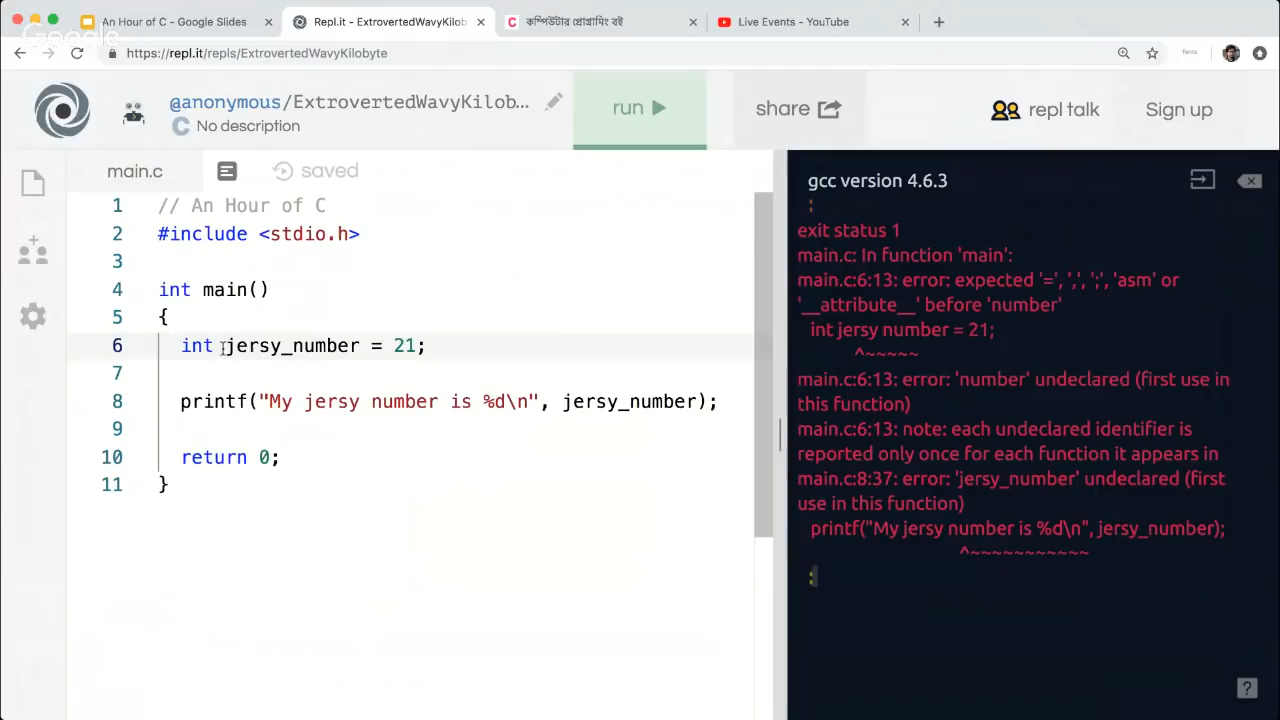 An Hour of C - Google Slides
Repl.it - ExtrovertedWavyKilob
কম্পিউটার প্রোগ্রামিং বই
Live Events - YouTube
Google
https://repl.it/repls/ExtrovertedWavyKilobyte
fonts
@anonymous/ExtrovertedWavyKilob...
No description
run
share
repl talk
Sign up
main.c
saved
1 // An Hour of C
2 #include <stdio.h>
3
4 int main()
5 {
6 int jersy_number = 21;
7
8 printf("My jersy number is %d\n", jersy_number);
9
10 return 0;
11 }
gcc version 4.6.3
:
exit status 1
main.c: In function 'main':
main.c:6:13: error: expected '=', ',', ';', 'asm' or
'__attribute__' before 'number'
int jersy number = 21;
^~~~~~
main.c:6:13: error: 'number' undeclared (first use in
this function)
main.c:6:13: note: each undeclared identifier is
reported only once for each function it appears in
main.c:8:37: error: 'jersy_number' undeclared (first
use in this function)
printf("My jersy number is %d\n", jersy_number);
^~~~~~~~~~~~
:
?